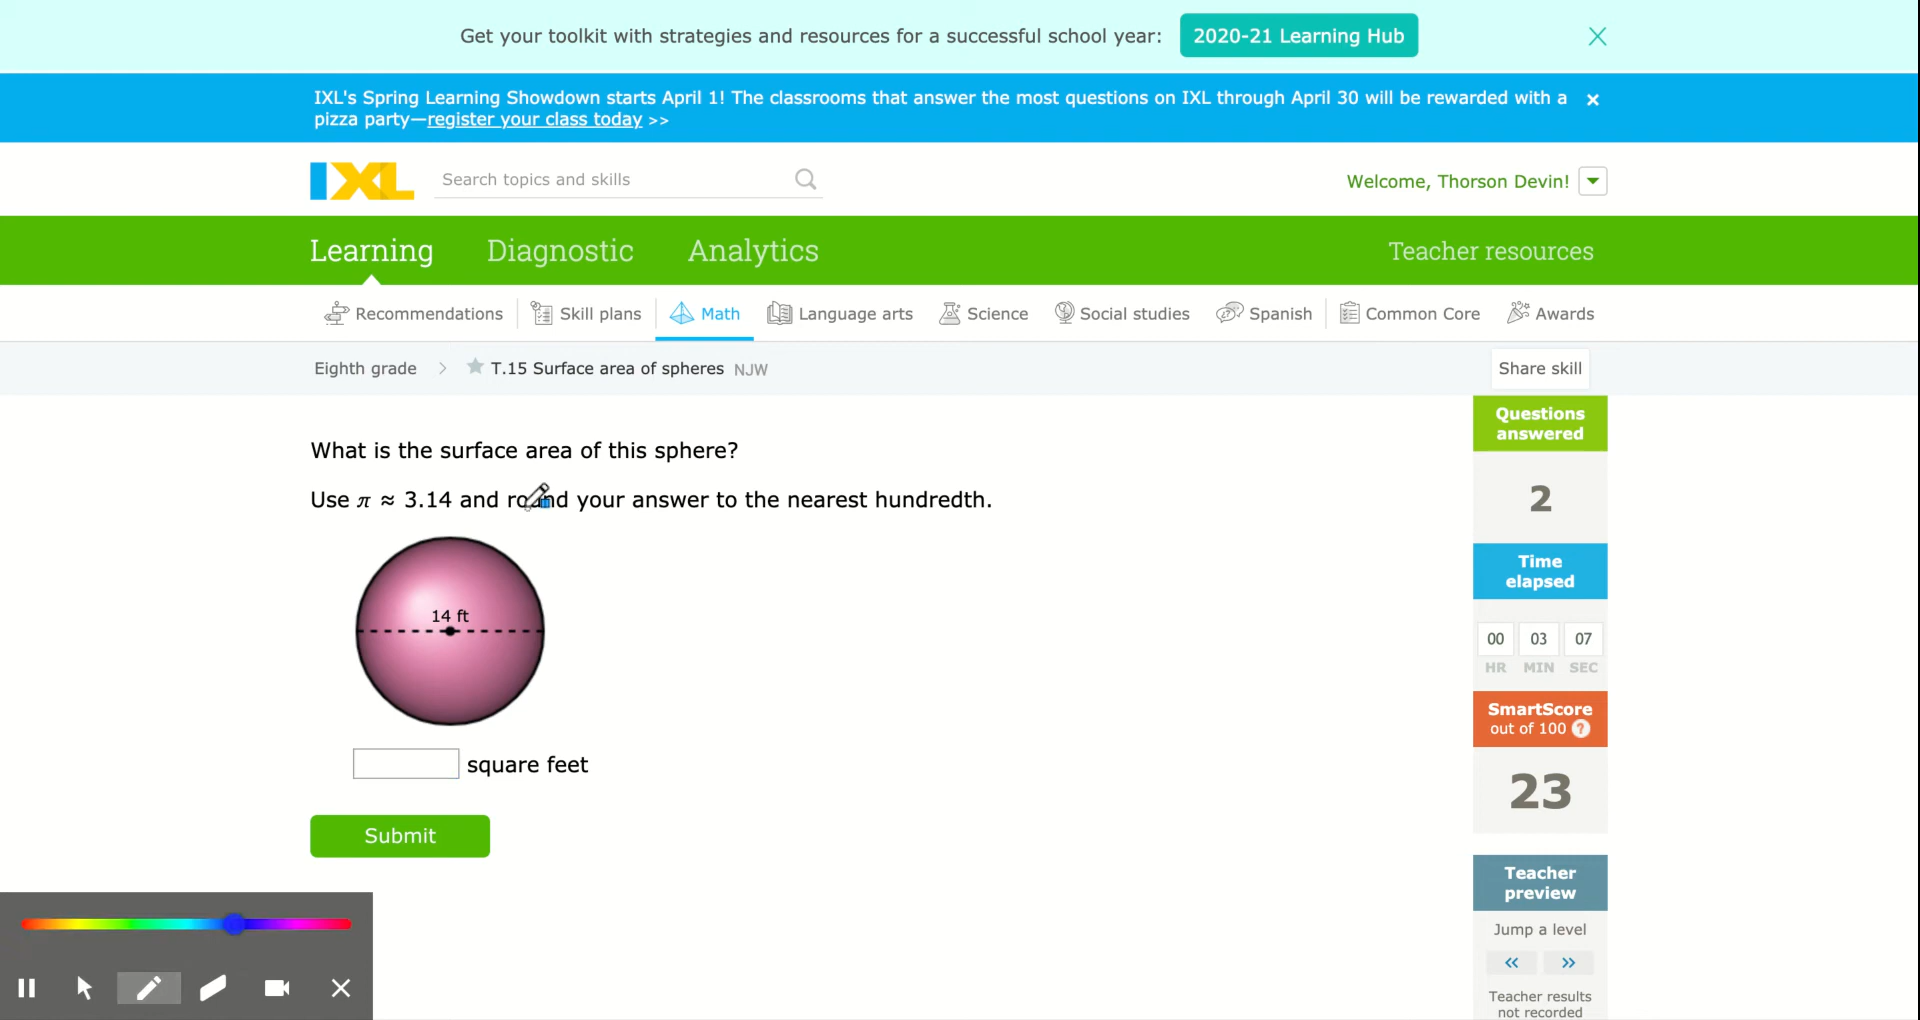 Get your toolkit with strategies and resources for a successful school year: 2020-21 Learning Hub
IXL's Spring Learning Showdown starts April 1! The classrooms that answer the most questions on IXL through April 30 will be rewarded with a
pizza party—register your class today >>
IXL Search topics and skills Welcome, Thorson Devin!
Learning Diagnostic Analytics Teacher resources
Recommendations Skill plans Math Language arts Science Social studies Spanish Common Core Awards
Eighth grade > T.15 Surface area of spheres NJW Share skill
What is the surface area of this sphere?
Use π ≈ 3.14 and round your answer to the nearest hundredth.
14 ft
square feet
Submit
Questions
answered
2
Time
elapsed
00 03 07
HR MIN SEC
SmartScore
out of 100 ?
23
Teacher
preview
Jump a level
<< >>
Teacher results
not recorded